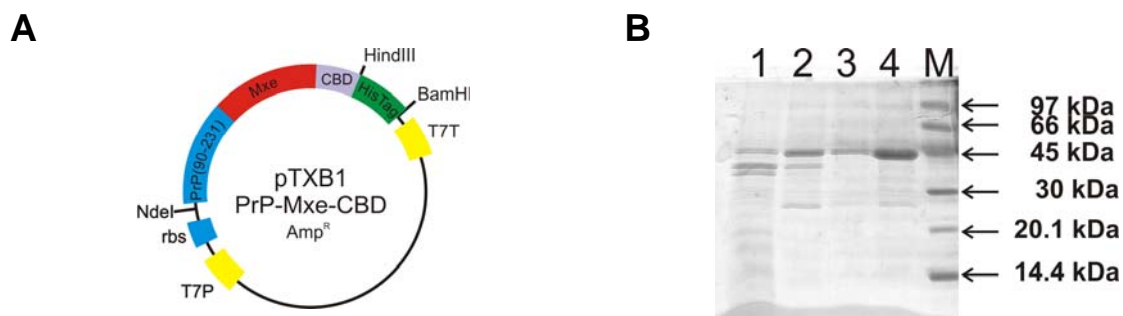 A
HindIII
CBD
BamHI
Mxe
HisTag
T7T
PrP(90-231)
pTXB1
PrP-Mxe-CBD
Amp^R
NdeI
rbs
T7P
B
1 2 3 4 M
97 kDa
66 kDa
45 kDa
30 kDa
20.1 kDa
14.4 kDa